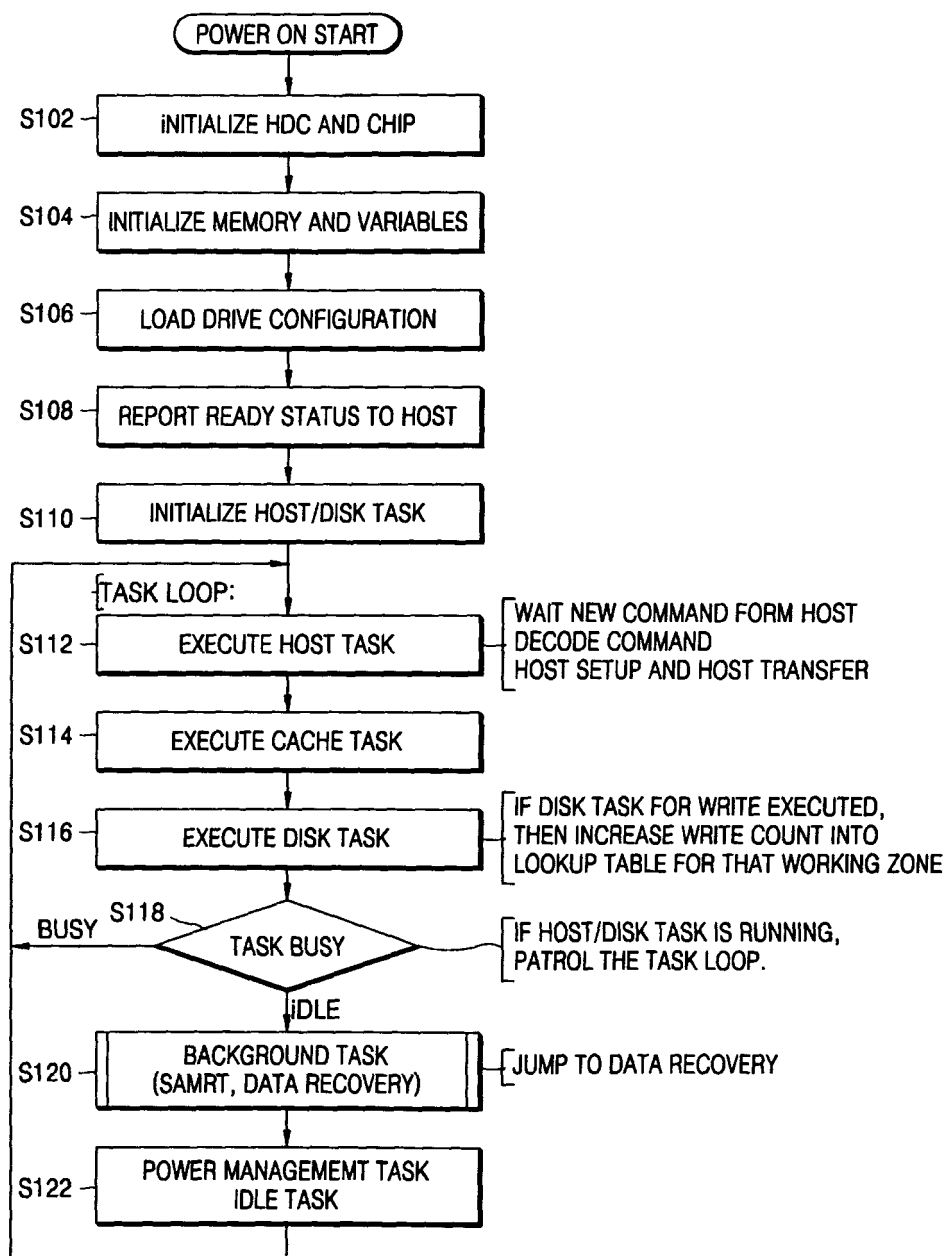 POWER ON START
S102
iNITIALIZE HDC AND CHIP
S104
INITIALIZE MEMORY AND VARIABLES
S106
LOAD DRIVE CONFIGURATION
S108
REPORT READY STATUS TO HOST
S110
INITIALIZE HOST/DISK TASK
TASK LOOP:
S112
EXECUTE HOST TASK
WAIT NEW COMMAND FORM HOST
DECODE COMMAND
HOST SETUP AND HOST TRANSFER
S114
EXECUTE CACHE TASK
S116
EXECUTE DISK TASK
IF DISK TASK FOR WRITE EXECUTED,
THEN INCREASE WRITE COUNT INTO
LOOKUP TABLE FOR THAT WORKING ZONE
S118
BUSY
TASK BUSY
IF HOST/DISK TASK IS RUNNING,
PATROL THE TASK LOOP.
iDLE
S120
BACKGROUND TASK
(SAMRT, DATA RECOVERY)
JUMP TO DATA RECOVERY
S122
POWER MANAGEMEMT TASK
IDLE TASK